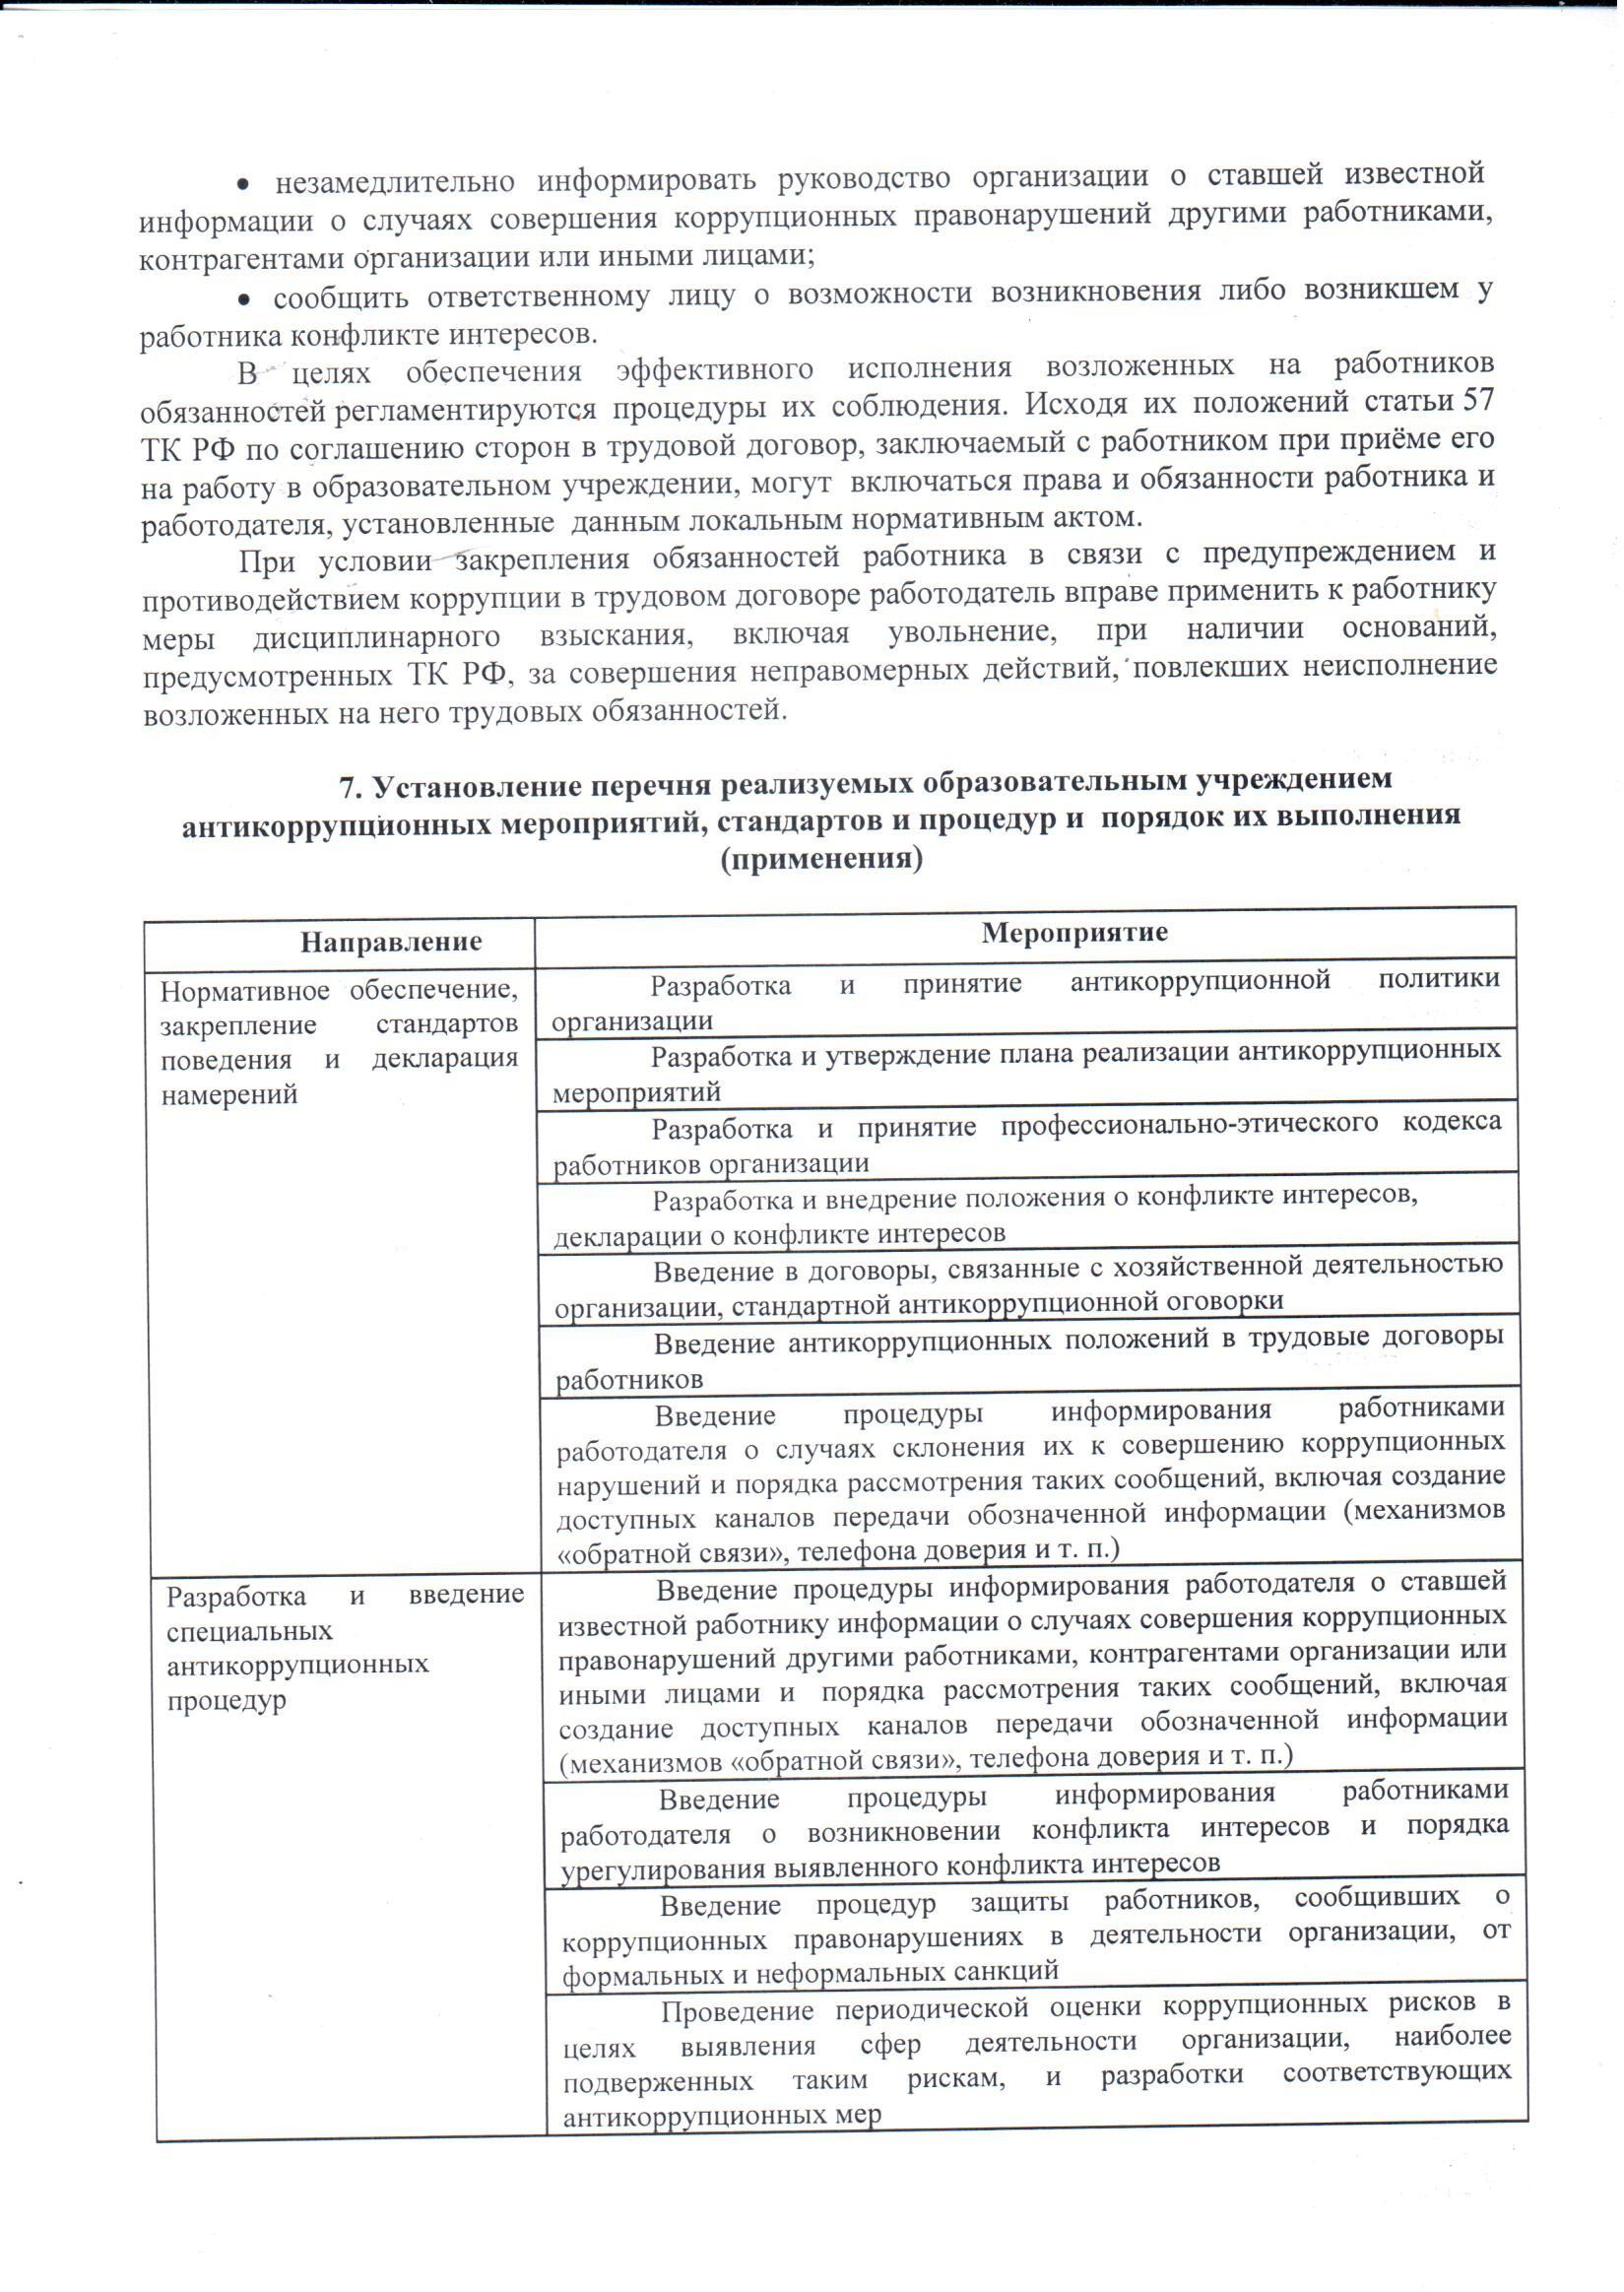 • незамедлительно информировать руководство организации о ставшей известной
информации о случаях совершения коррупционных правонарушений другими работниками,
контрагентами организации или иными лицами;
• сообщить ответственному лицу о возможности возникновения либо возникшем у
работника конфликте интересов.
В целях обеспечения эффективного исполнения возложенных на работников
обязанностей регламентируются процедуры их соблюдения. Исходя их положений статьи 57
ТК РФ по соглашению сторон в трудовой договор, заключаемый с работником при приёме его
на работу в образовательном учреждении, могут включаться права и обязанности работника и
работодателя, установленные данным локальным нормативным актом.
При условии закрепления обязанностей работника в связи с предупреждением и
противодействием коррупции в трудовом договоре работодатель вправе применить к работнику
меры дисциплинарного взыскания, включая увольнение, при наличии оснований,
предусмотренных ТК РФ, за совершения неправомерных действий, повлекших неисполнение
возложенных на него трудовых обязанностей.
7. Установление перечня реализуемых образовательным учреждением
антикоррупционных мероприятий, стандартов и процедур и порядок их выполнения
(применения)
Направление
Мероприятие
Нормативное обеспечение,
закрепление стандартов
поведения и декларация
намерений
Разработка и принятие антикоррупционной политики
организации
Разработка и утверждение плана реализации антикоррупционных
мероприятий
Разработка и принятие профессионально-этического кодекса
работников организации
Разработка и внедрение положения о конфликте интересов,
декларации о конфликте интересов
Введение в договоры, связанные с хозяйственной деятельностью
организации, стандартной антикоррупционной оговорки
Введение антикоррупционных положений в трудовые договоры
работников
Введение процедуры информирования работниками
работодателя о случаях склонения их к совершению коррупционных
нарушений и порядка рассмотрения таких сообщений, включая создание
доступных каналов передачи обозначенной информации (механизмов
«обратной связи», телефона доверия и т. п.)
Разработка и введение
специальных
антикоррупционных
процедур
Введение процедуры информирования работодателя о ставшей
известной работнику информации о случаях совершения коррупционных
правонарушений другими работниками, контрагентами организации или
иными лицами и порядка рассмотрения таких сообщений, включая
создание доступных каналов передачи обозначенной информации
(механизмов «обратной связи», телефона доверия и т. п.)
Введение процедуры информирования работниками
работодателя о возникновении конфликта интересов и порядка
урегулирования выявленного конфликта интересов
Введение процедур защиты работников, сообщивших о
коррупционных правонарушениях в деятельности организации, от
формальных и неформальных санкций
Проведение периодической оценки коррупционных рисков в
целях выявления сфер деятельности организации, наиболее
подверженных таким рискам, и разработки соответствующих
антикоррупционных мер